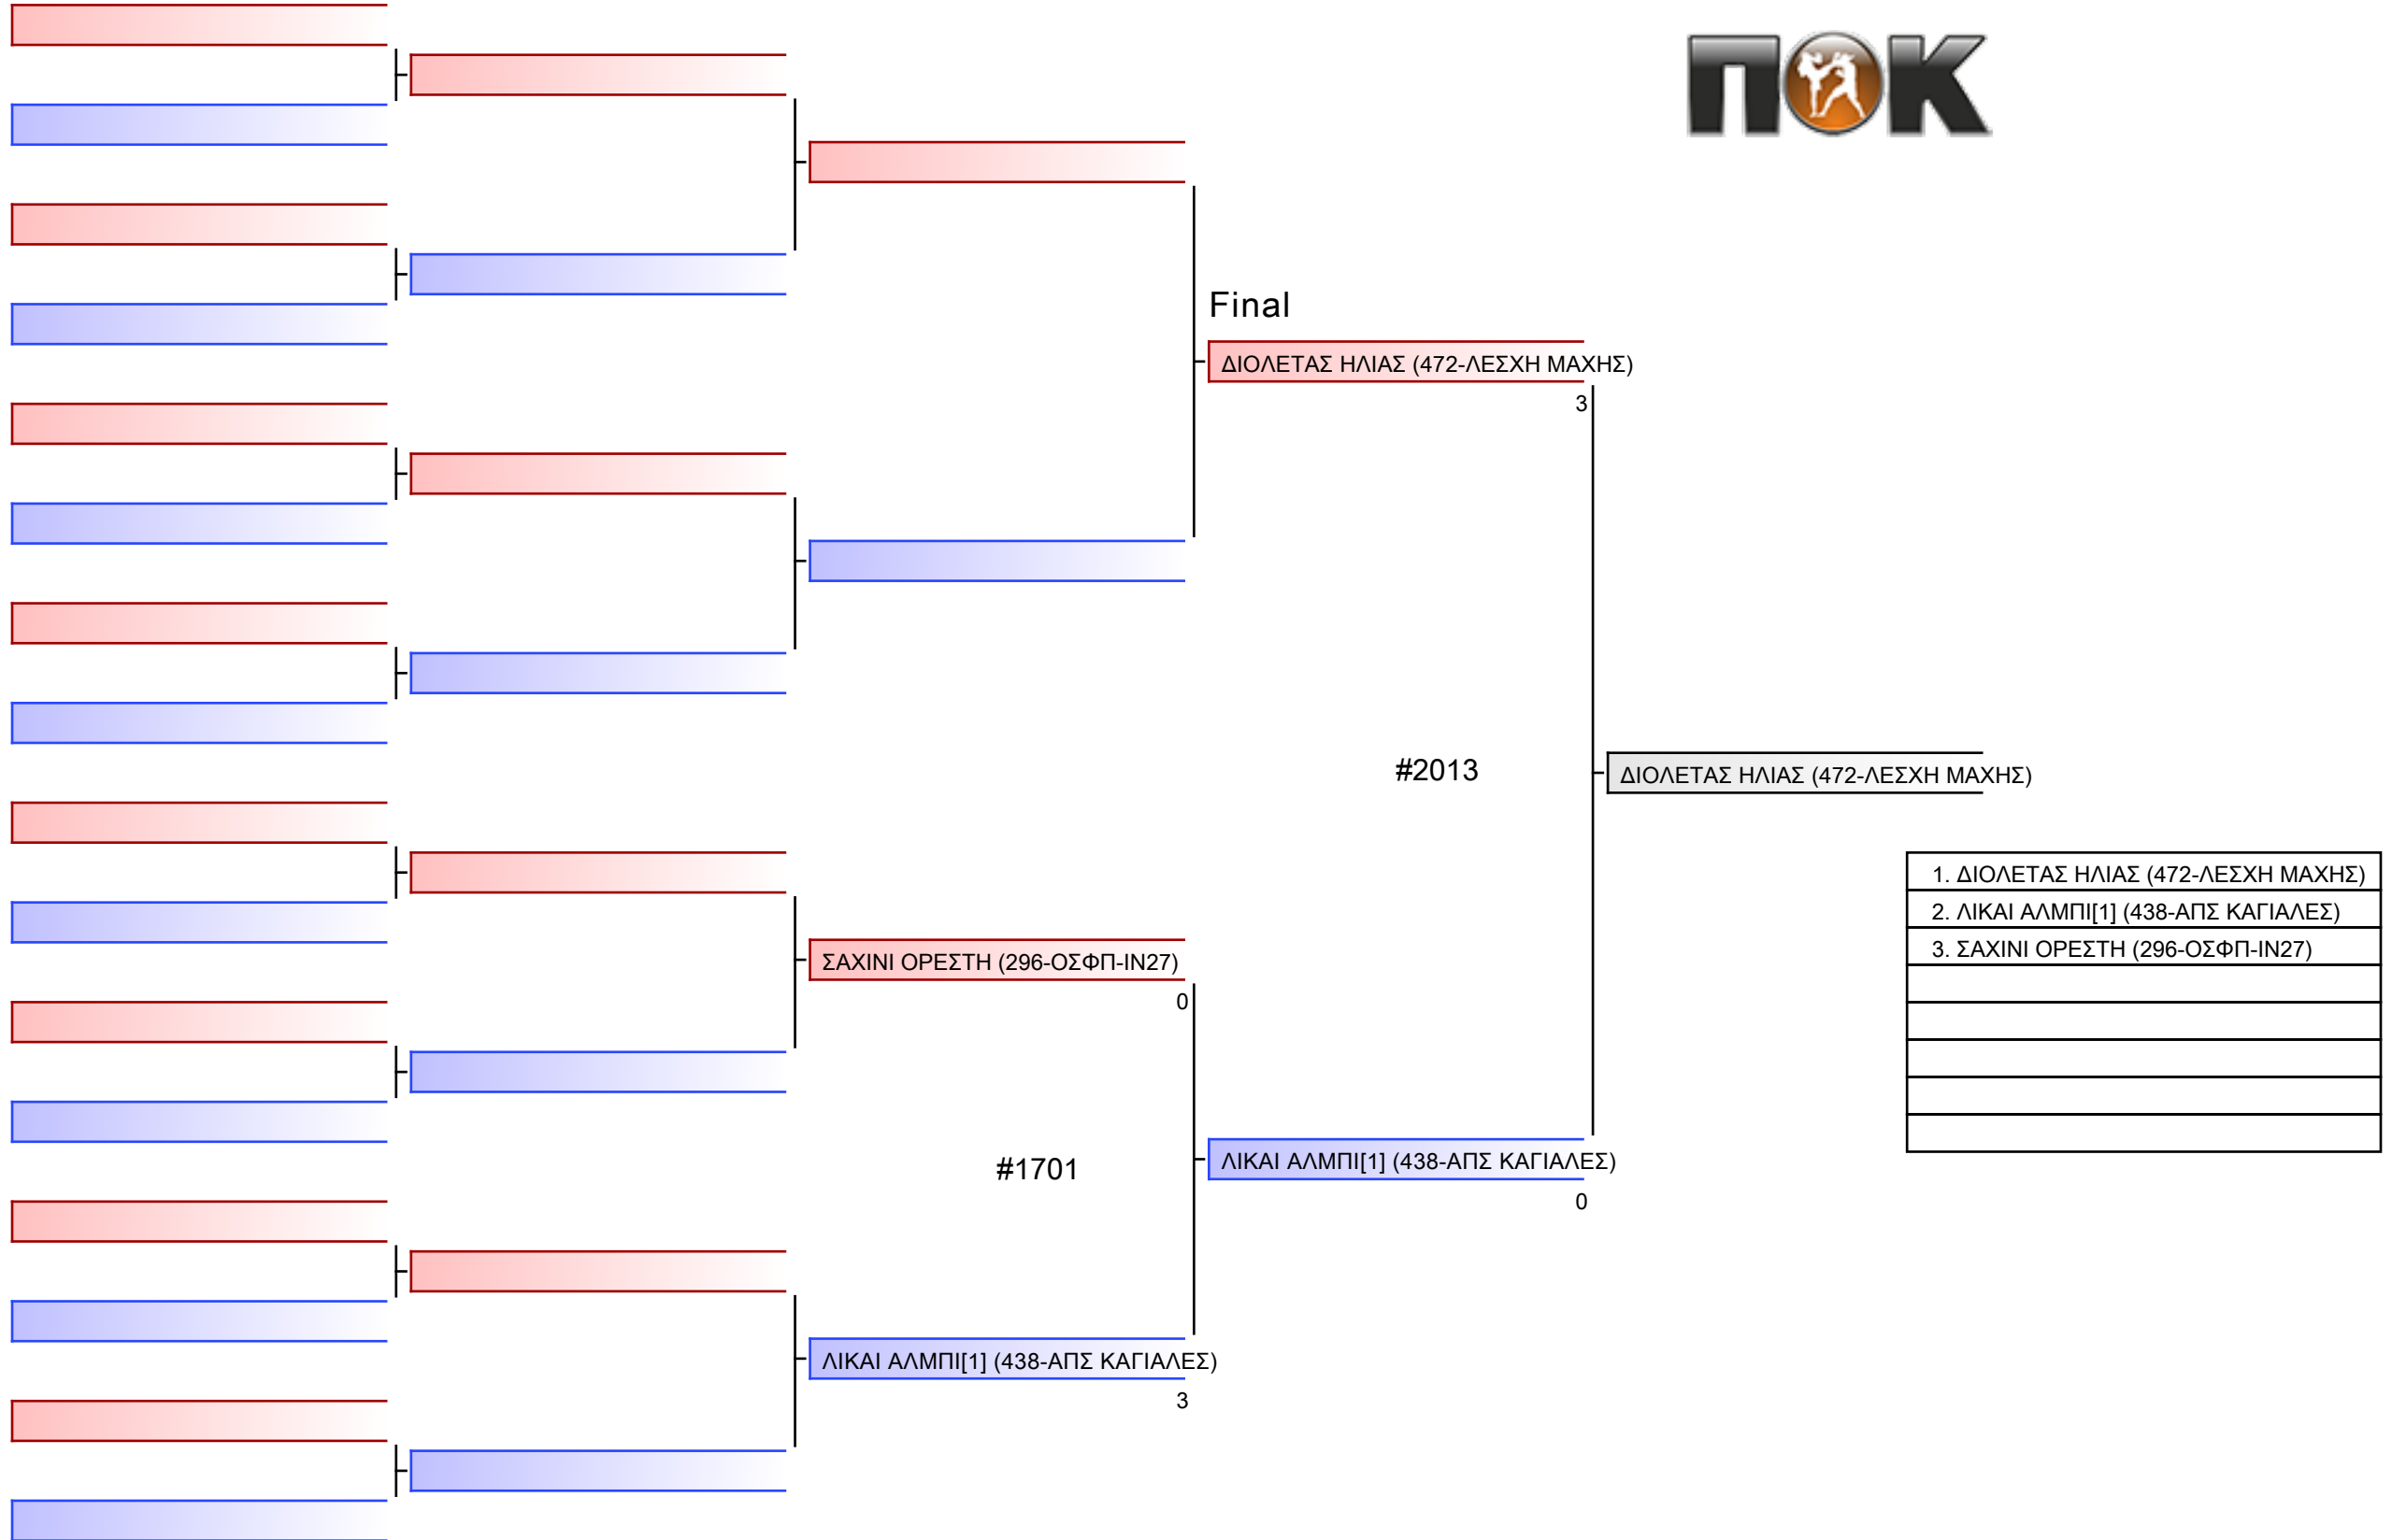 ΠΟΚ
Final
ΔΙΟΛΕΤΑΣ ΗΛΙΑΣ (472-ΛΕΣΧΗ ΜΑΧΗΣ)
3
#2013
ΔΙΟΛΕΤΑΣ ΗΛΙΑΣ (472-ΛΕΣΧΗ ΜΑΧΗΣ)
1. ΔΙΟΛΕΤΑΣ ΗΛΙΑΣ (472-ΛΕΣΧΗ ΜΑΧΗΣ)
2. ΛΙΚΑΙ ΑΛΜΠΙ[1] (438-ΑΠΣ ΚΑΓΙΑΛΕΣ)
3. ΣΑΧΙΝΙ ΟΡΕΣΤΗ (296-ΟΣΦΠ-ΙΝ27)
ΣΑΧΙΝΙ ΟΡΕΣΤΗ (296-ΟΣΦΠ-ΙΝ27)
0
#1701
ΛΙΚΑΙ ΑΛΜΠΙ[1] (438-ΑΠΣ ΚΑΓΙΑΛΕΣ)
0
ΛΙΚΑΙ ΑΛΜΠΙ[1] (438-ΑΠΣ ΚΑΓΙΑΛΕΣ)
3